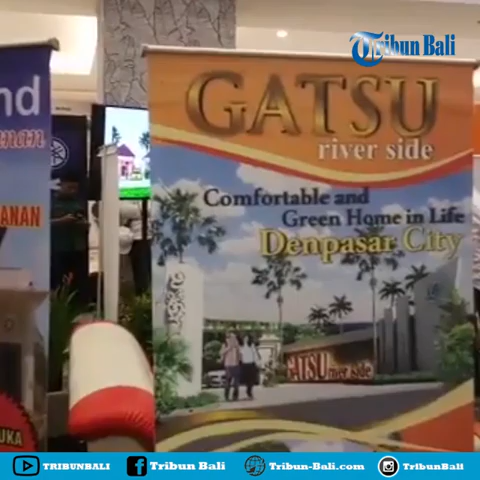 Tribun Bali
nd
nan
ANAN
UKA
GATSU
river side
Comfortable and
Green Home in Life
Denpasar City
GATSU river side
TRIBUNBALI
Tribun Bali
Tribun-Bali.com
TribunBali